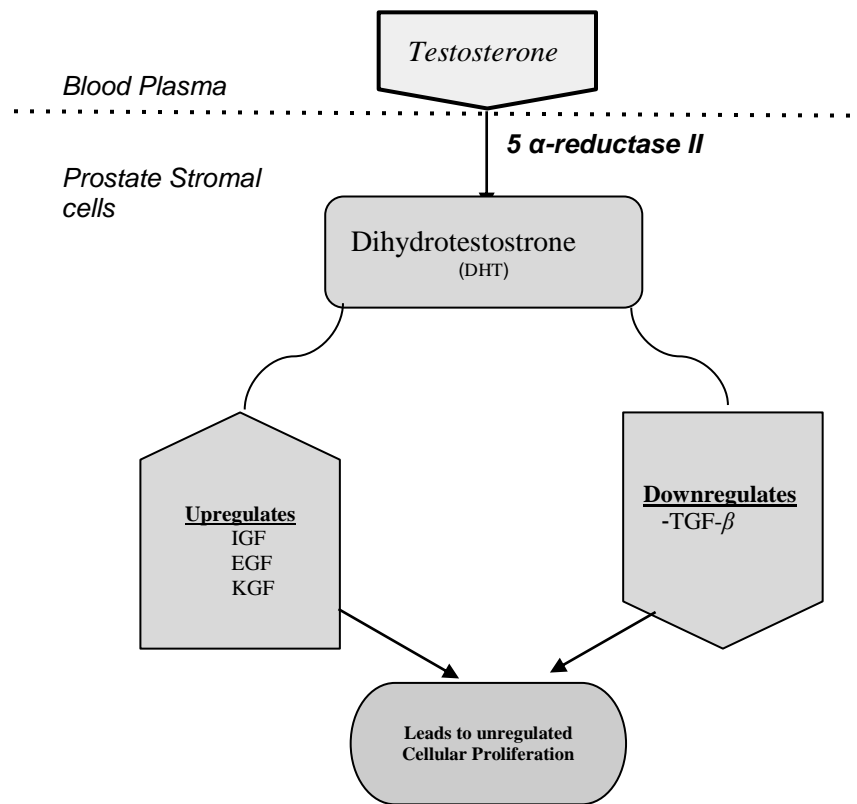 Testosterone
Blood Plasma
5 α-reductase II
Prostate Stromal
cells
Dihydrotestostrone
(DHT)
Upregulates
IGF
EGF
KGF
Downregulates
-TGF-β
Leads to unregulated
Cellular Proliferation